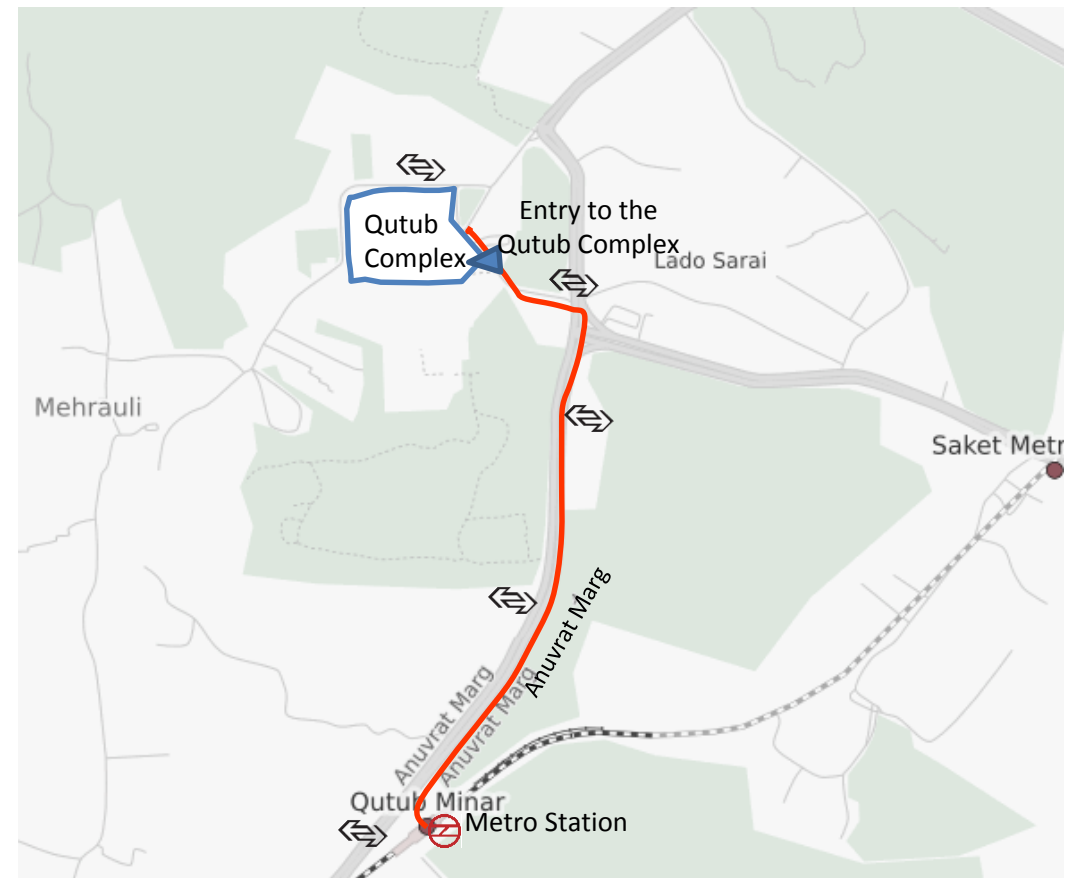 Entry to the
Qutub Complex
Qutub
Complex
Lado Sarai
Mehrauli
Saket Metr
Anuvrat Marg
Anuvrat Marg
Anuvrat Marg
Qutub Minar
Metro Station